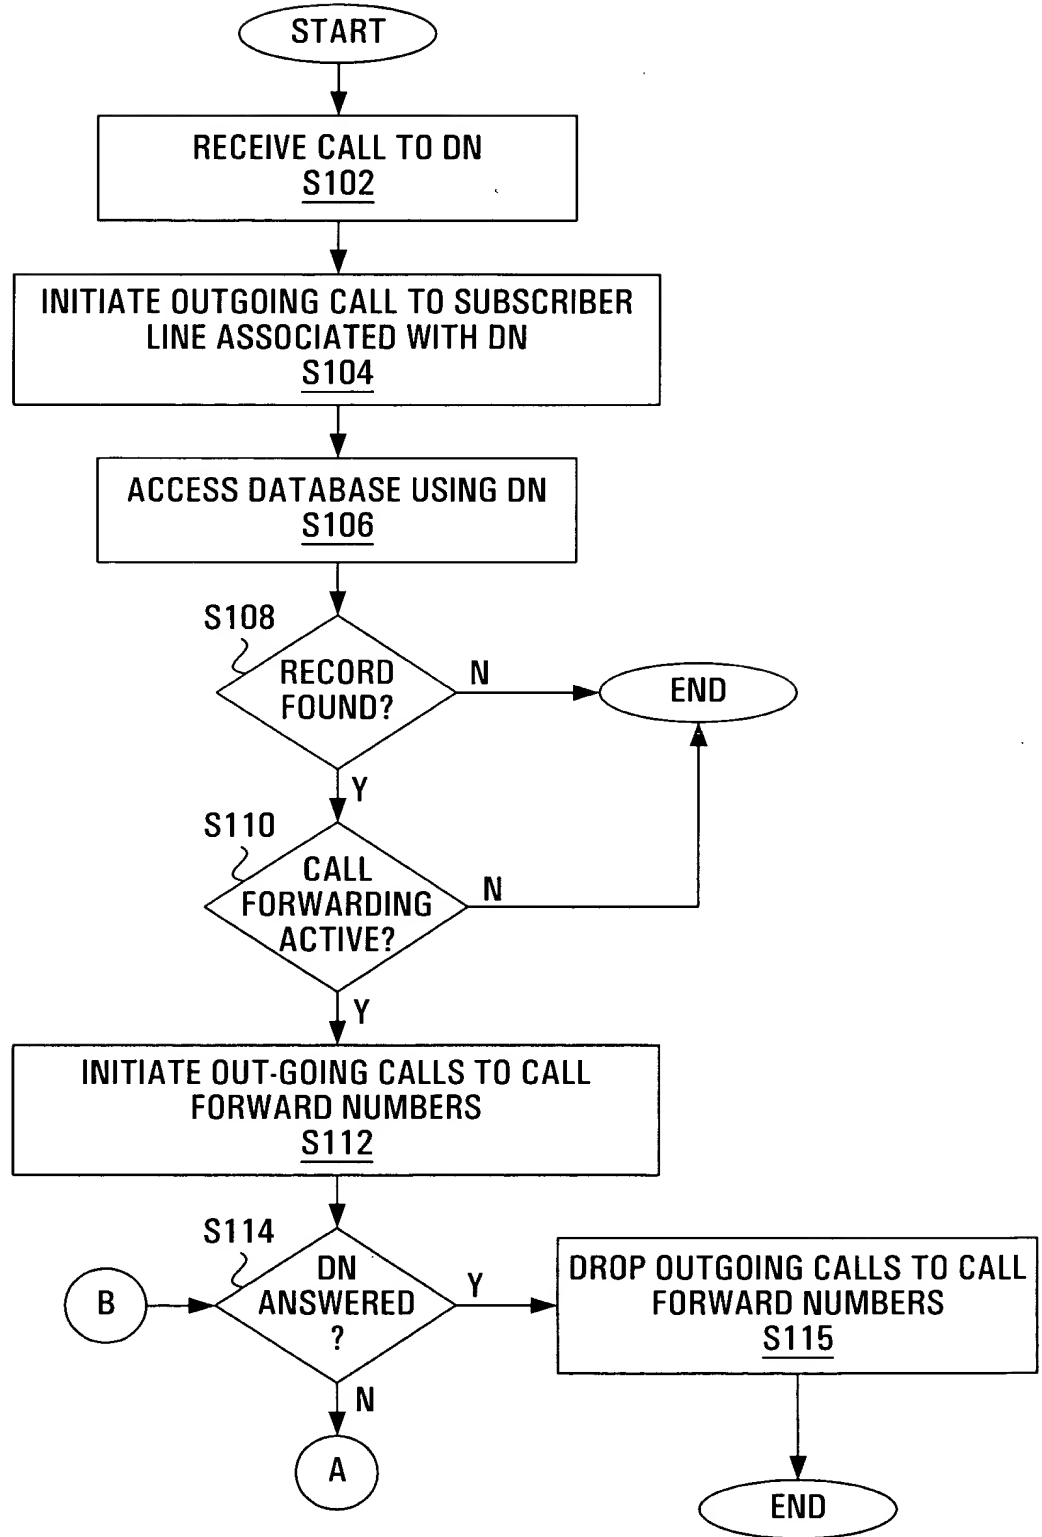 START
RECEIVE CALL TO DN
S102
INITIATE OUTGOING CALL TO SUBSCRIBER
LINE ASSOCIATED WITH DN
S104
ACCESS DATABASE USING DN
S106
S108
RECORD
FOUND?
N
END
Y
S110
CALL
FORWARDING
ACTIVE?
N
Y
INITIATE OUT-GOING CALLS TO CALL
FORWARD NUMBERS
S112
S114
B
DN
ANSWERED
?
Y
DROP OUTGOING CALLS TO CALL
FORWARD NUMBERS
S115
N
A
END